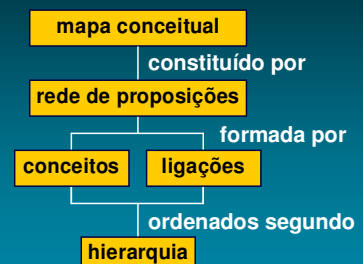 mapa conceitual
constituído por
rede de proposições
formada por
conceitos
ligações
ordenados segundo
hierarquia